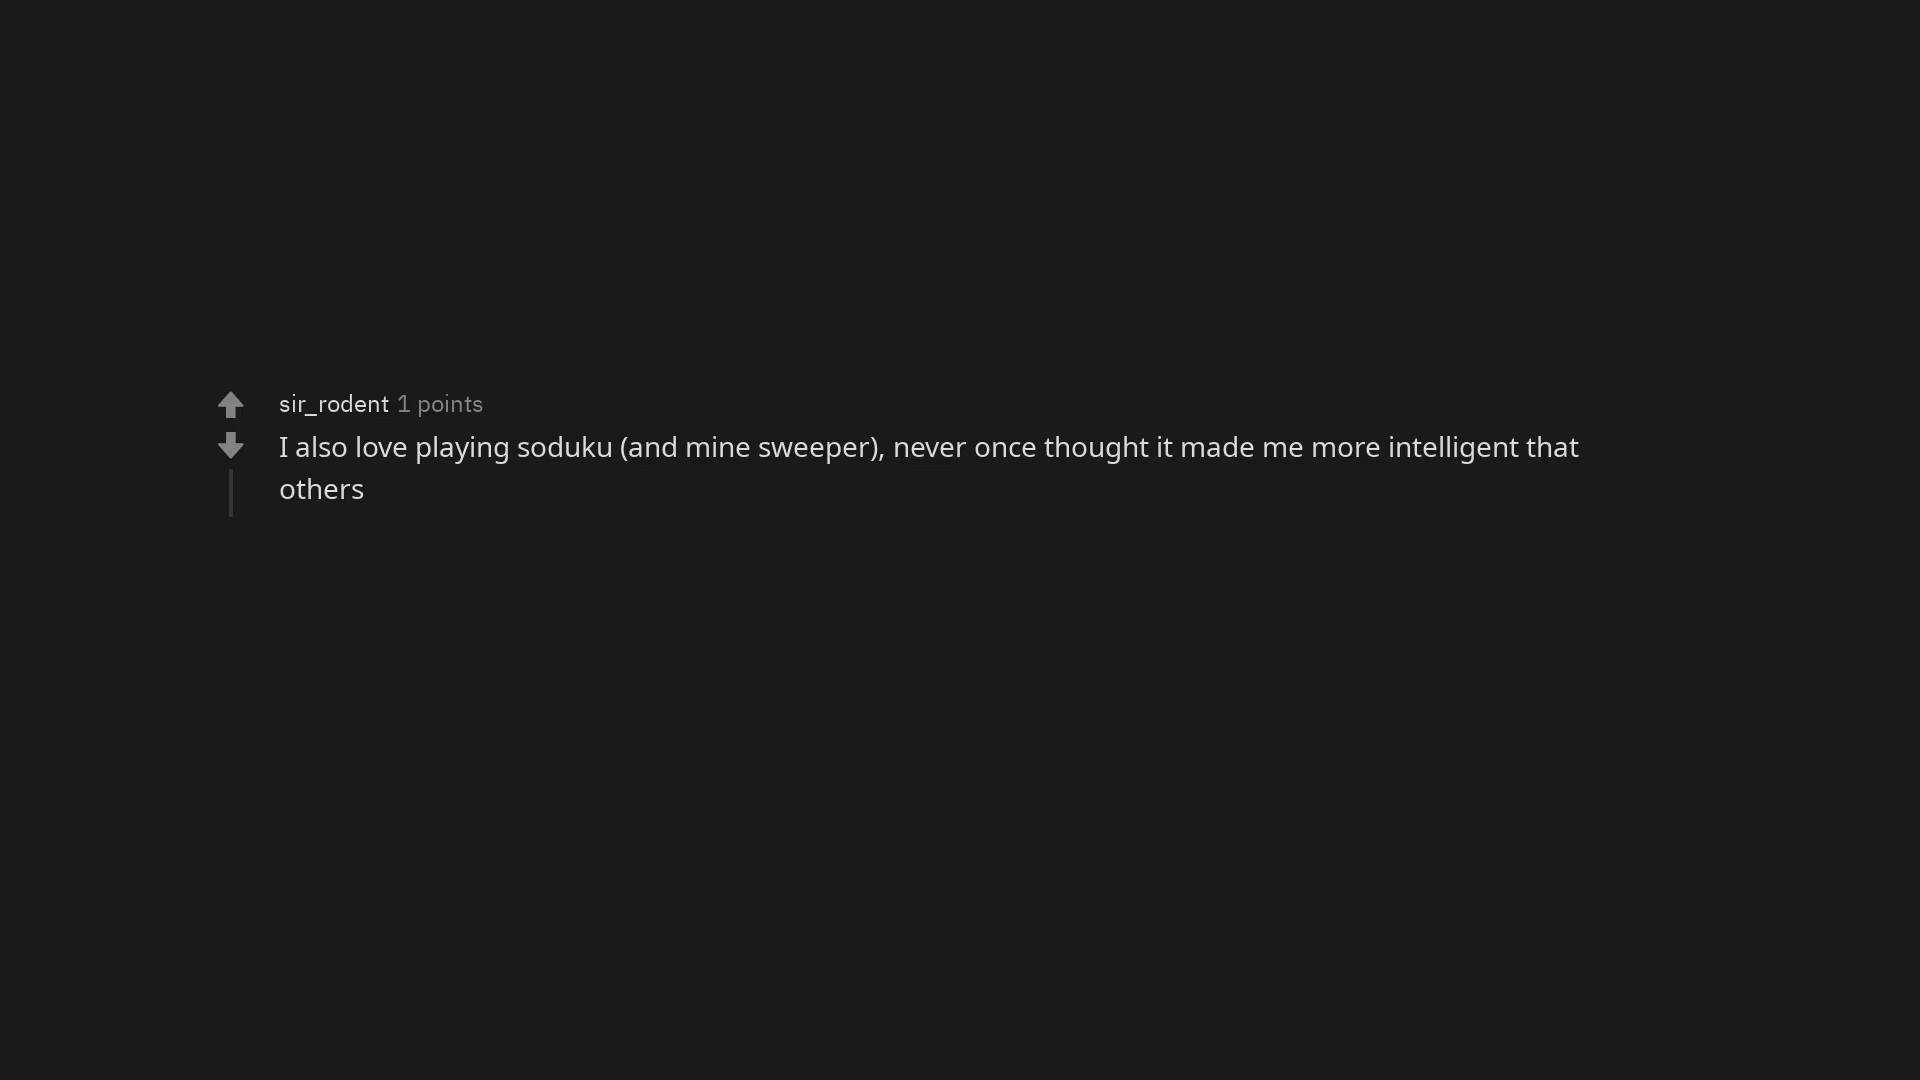 sir_rodent 1 points
I also love playing soduku (and mine sweeper), never once thought it made me more intelligent that
others